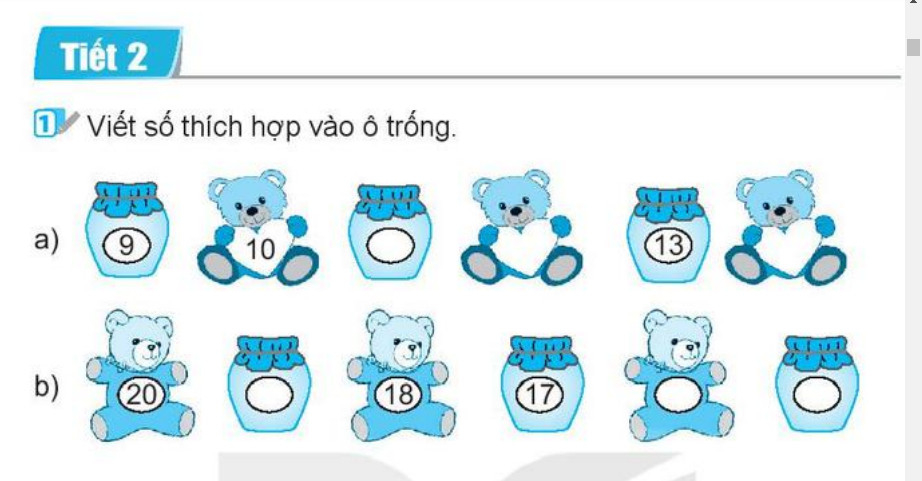 Tiết 2
1 Viết số thích hợp vào ô trống.
a) 9 10 13
b) 20 18 17